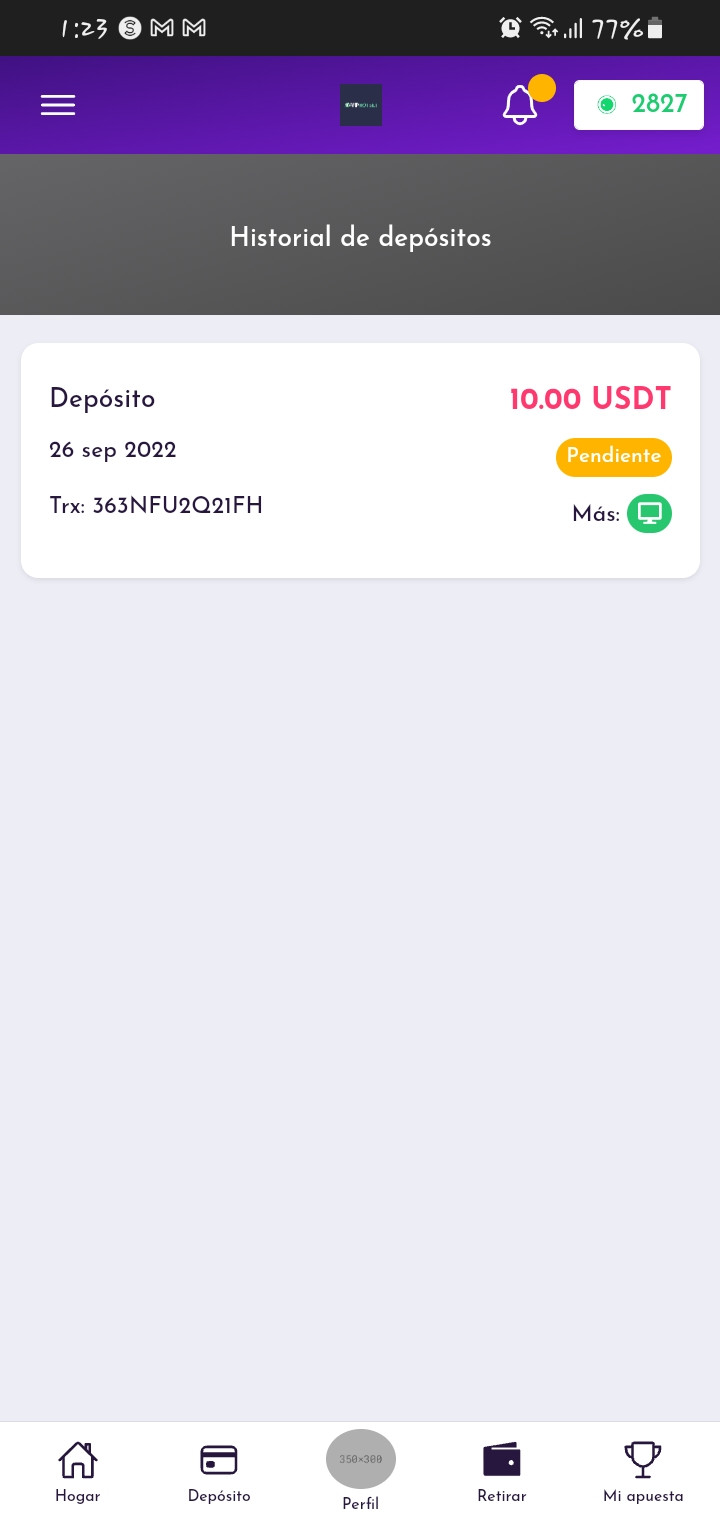 1:23
77%
2827
Historial de depósitos
Depósito
10.00 USDT
26 sep 2022
Pendiente
Trx: 363NFU2Q21FH
Más:
350×300
Hogar
Depósito
Perfil
Retirar
Mi apuesta